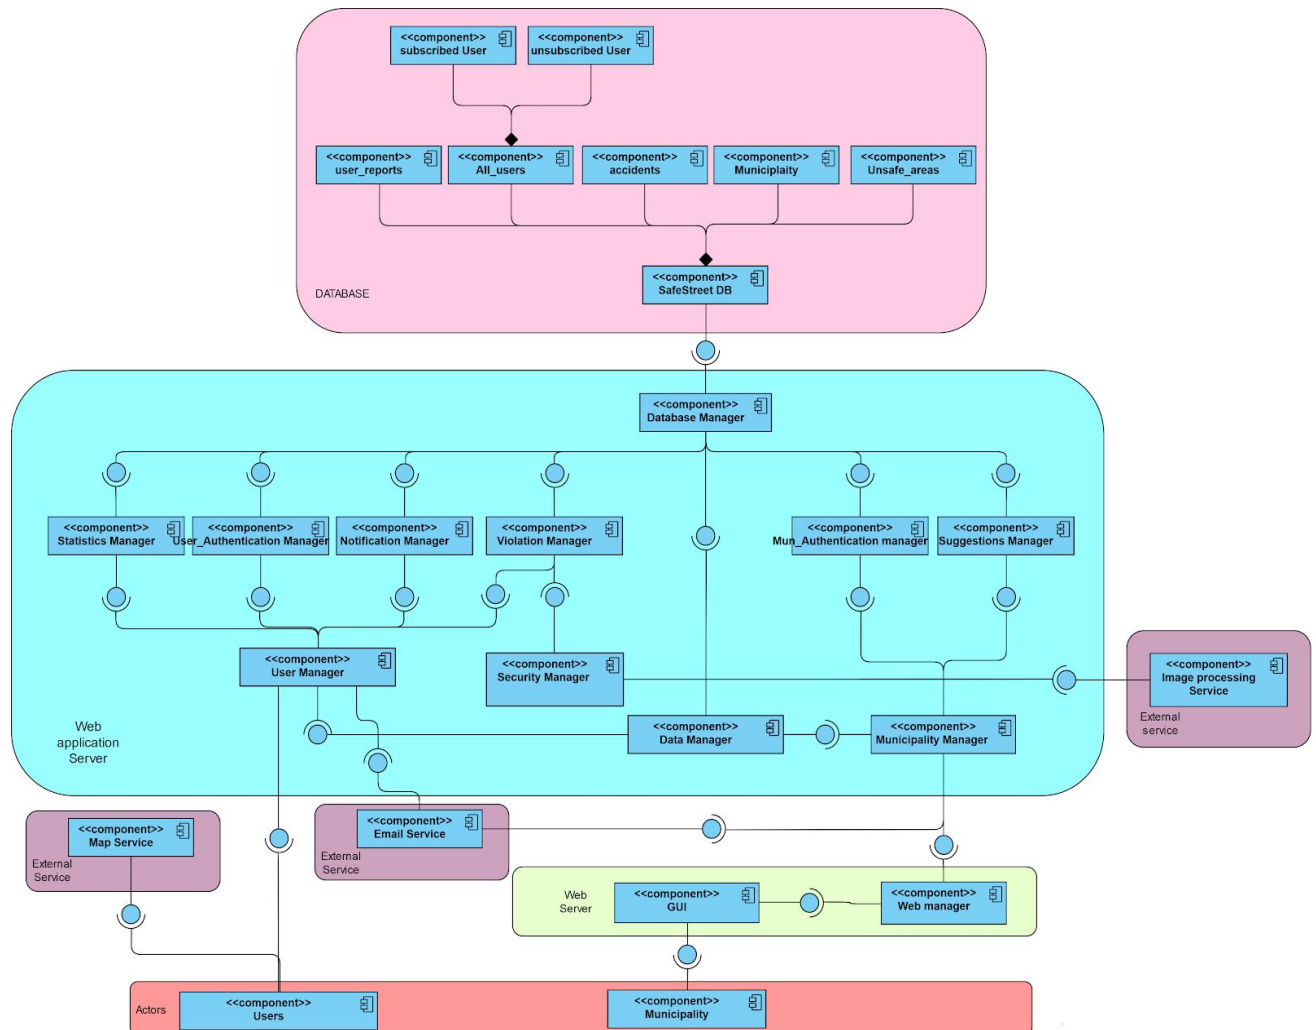 <<component>>
subscribed User
<<component>>
unsubscribed User
<<component>>
user_reports
<<component>>
All_users
<<component>>
accidents
<<component>>
Municiplaity
<<component>>
Unsafe_areas
<<component>>
SafeStreet DB
DATABASE
<<component>>
Database Manager
<<component>>
Statistics Manager
<<component>>
User_Authentication Manager
<<component>>
Notification Manager
<<component>>
Violation Manager
<<component>>
Mun_Authentication manager
<<component>>
Suggestions Manager
<<component>>
User Manager
<<component>>
Security Manager
<<component>>
Image processing
Service
External
service
<<component>>
Data Manager
<<component>>
Municipality Manager
Web
application
Server
<<component>>
Map Service
External
Service
<<component>>
Email Service
External
Service
Web
Server
<<component>>
GUI
<<component>>
Web manager
Actors
<<component>>
Users
<<component>>
Municipality